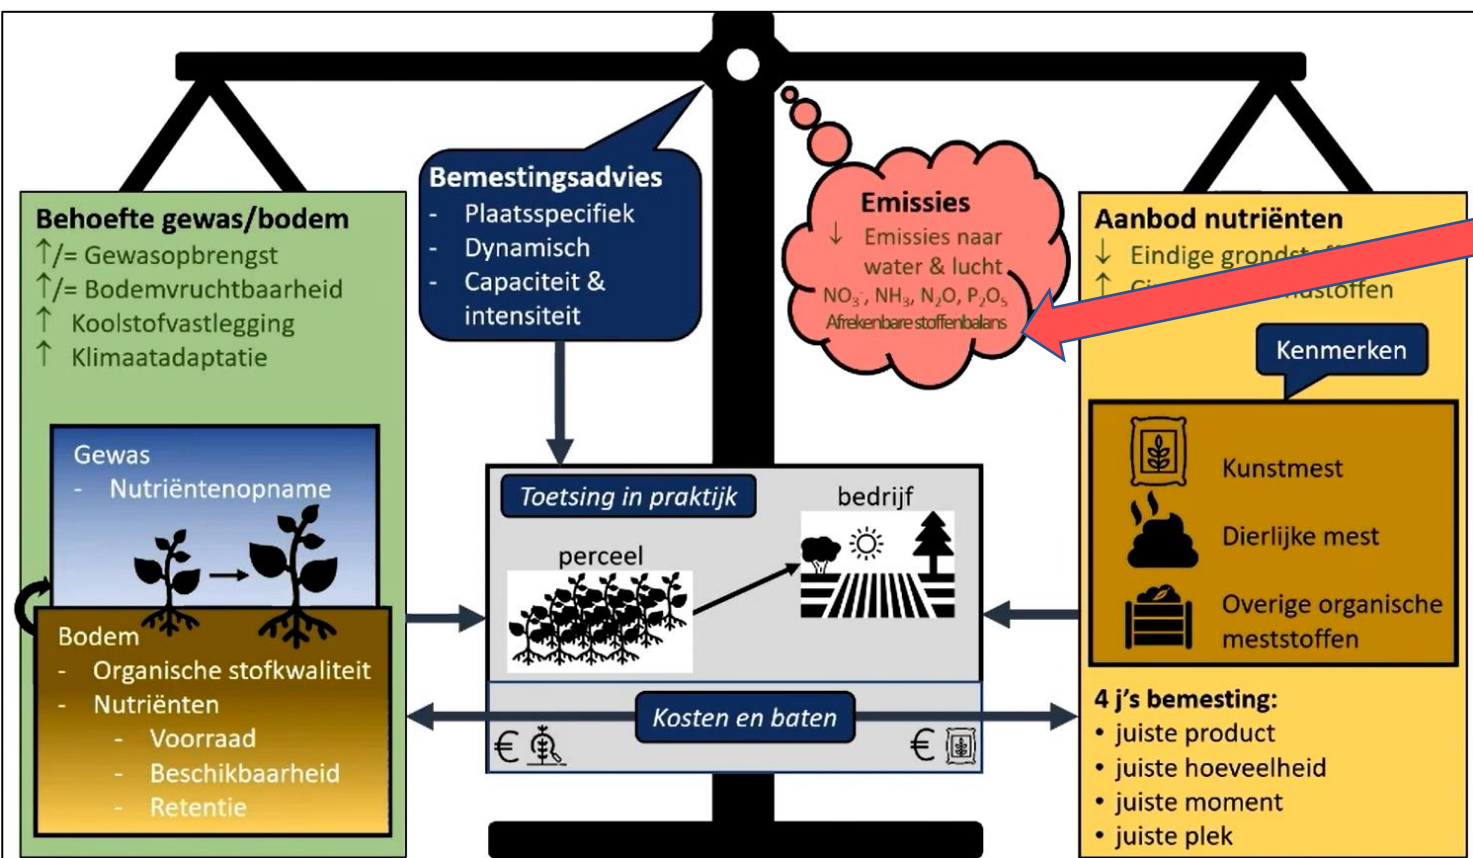 Behoefte gewas/bodem
↑/= Gewasopbrengst
↑/= Bodemvruchtbaarheid
↑ Koolstofvastlegging
↑ Klimaatadaptatie
Gewas
- Nutriëntenopname
Bodem
- Organische stofkwaliteit
- Nutriënten
- Voorraad
- Beschikbaarheid
- Retentie
Bemestingsadvies
- Plaatsspecifiek
- Dynamisch
- Capaciteit &
intensiteit
Emissies
↓ Emissies naar
water & lucht
NO₃⁻, NH₃, N₂O, P₂O₅
Afrekenbare stoffenbalans
Toetsing in praktijk
perceel
bedrijf
Kosten en baten
€
€
Aanbod nutriënten
↓ Eindige
↑
Kenmerken
Kunstmest
Dierlijke mest
Overige organische
meststoffen
4 j's bemesting:
• juiste product
• juiste hoeveelheid
• juiste moment
• juiste plek